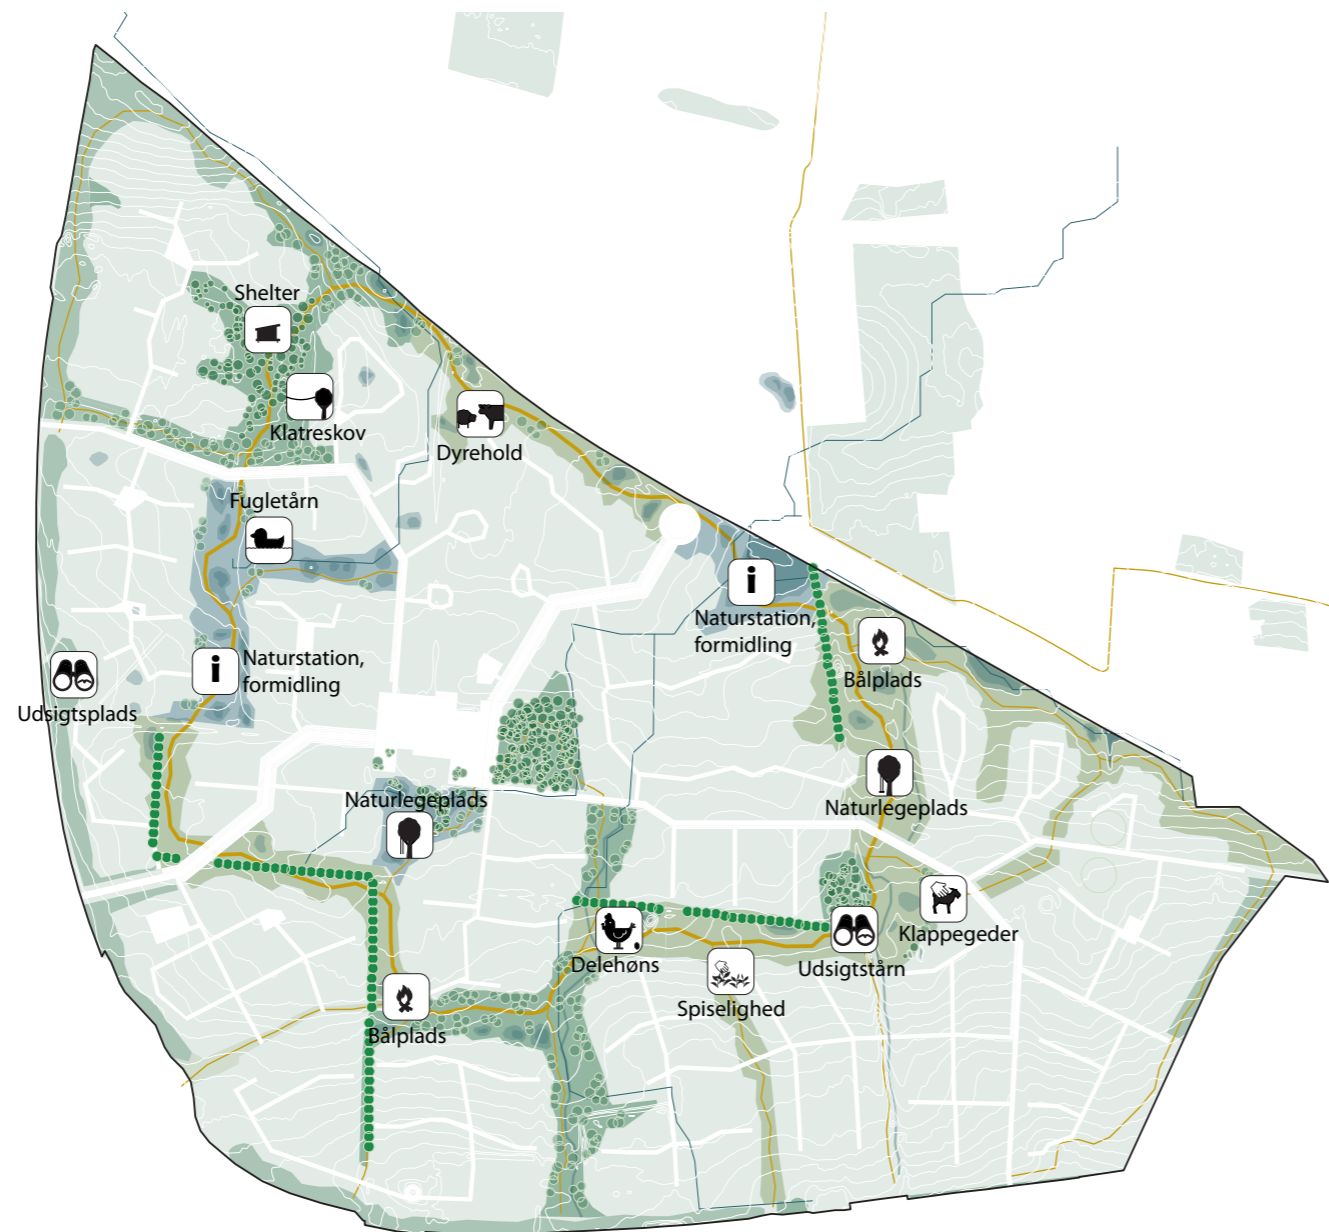 Shelter
Klatreskov
Dyrehold
Fugletårn
Naturstation,
formidling
Naturstation,
formidling
Bålplads
Udsigtsplads
Naturlegeplads
Naturlegeplads
Klappegeder
Delehøns
Udsigtstårn
Spiselighed
Bålplads